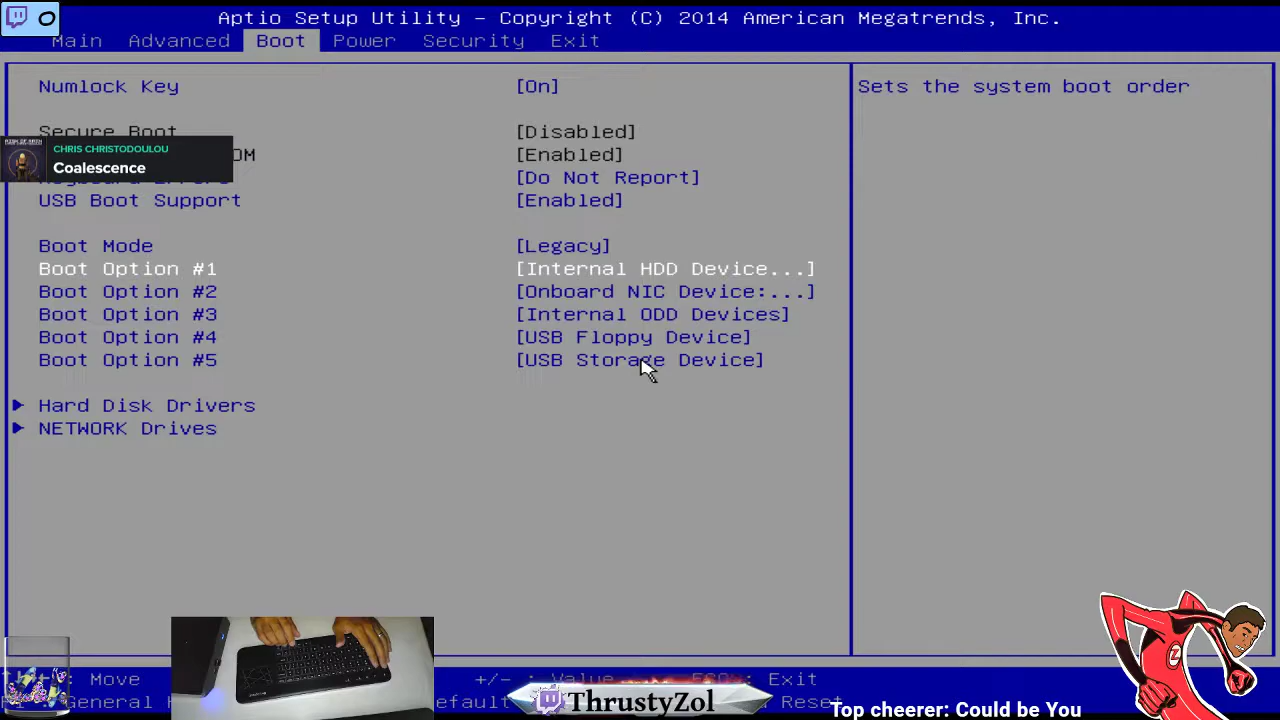 Aptio Setup Utility – Copyright (C) 2014 American Megatrends, Inc.
Main Advanced Boot Power Security Exit
Numlock Key [On]
Sets the system boot order
Secure Boot [Disabled]
CHRIS CHRISTODOULOU
Coalescence
OM [Enabled]
[Do Not Report]
USB Boot Support [Enabled]
Boot Mode [Legacy]
Boot Option #1 [Internal HDD Device...]
Boot Option #2 [Onboard NIC Device:...]
Boot Option #3 [Internal ODD Devices]
Boot Option #4 [USB Floppy Device]
Boot Option #5 [USB Storage Device]
Hard Disk Drivers
NETWORK Drives
: Move +/- : Value : Exit
Reset
ThrustyZol
Top cheerer: Could be You